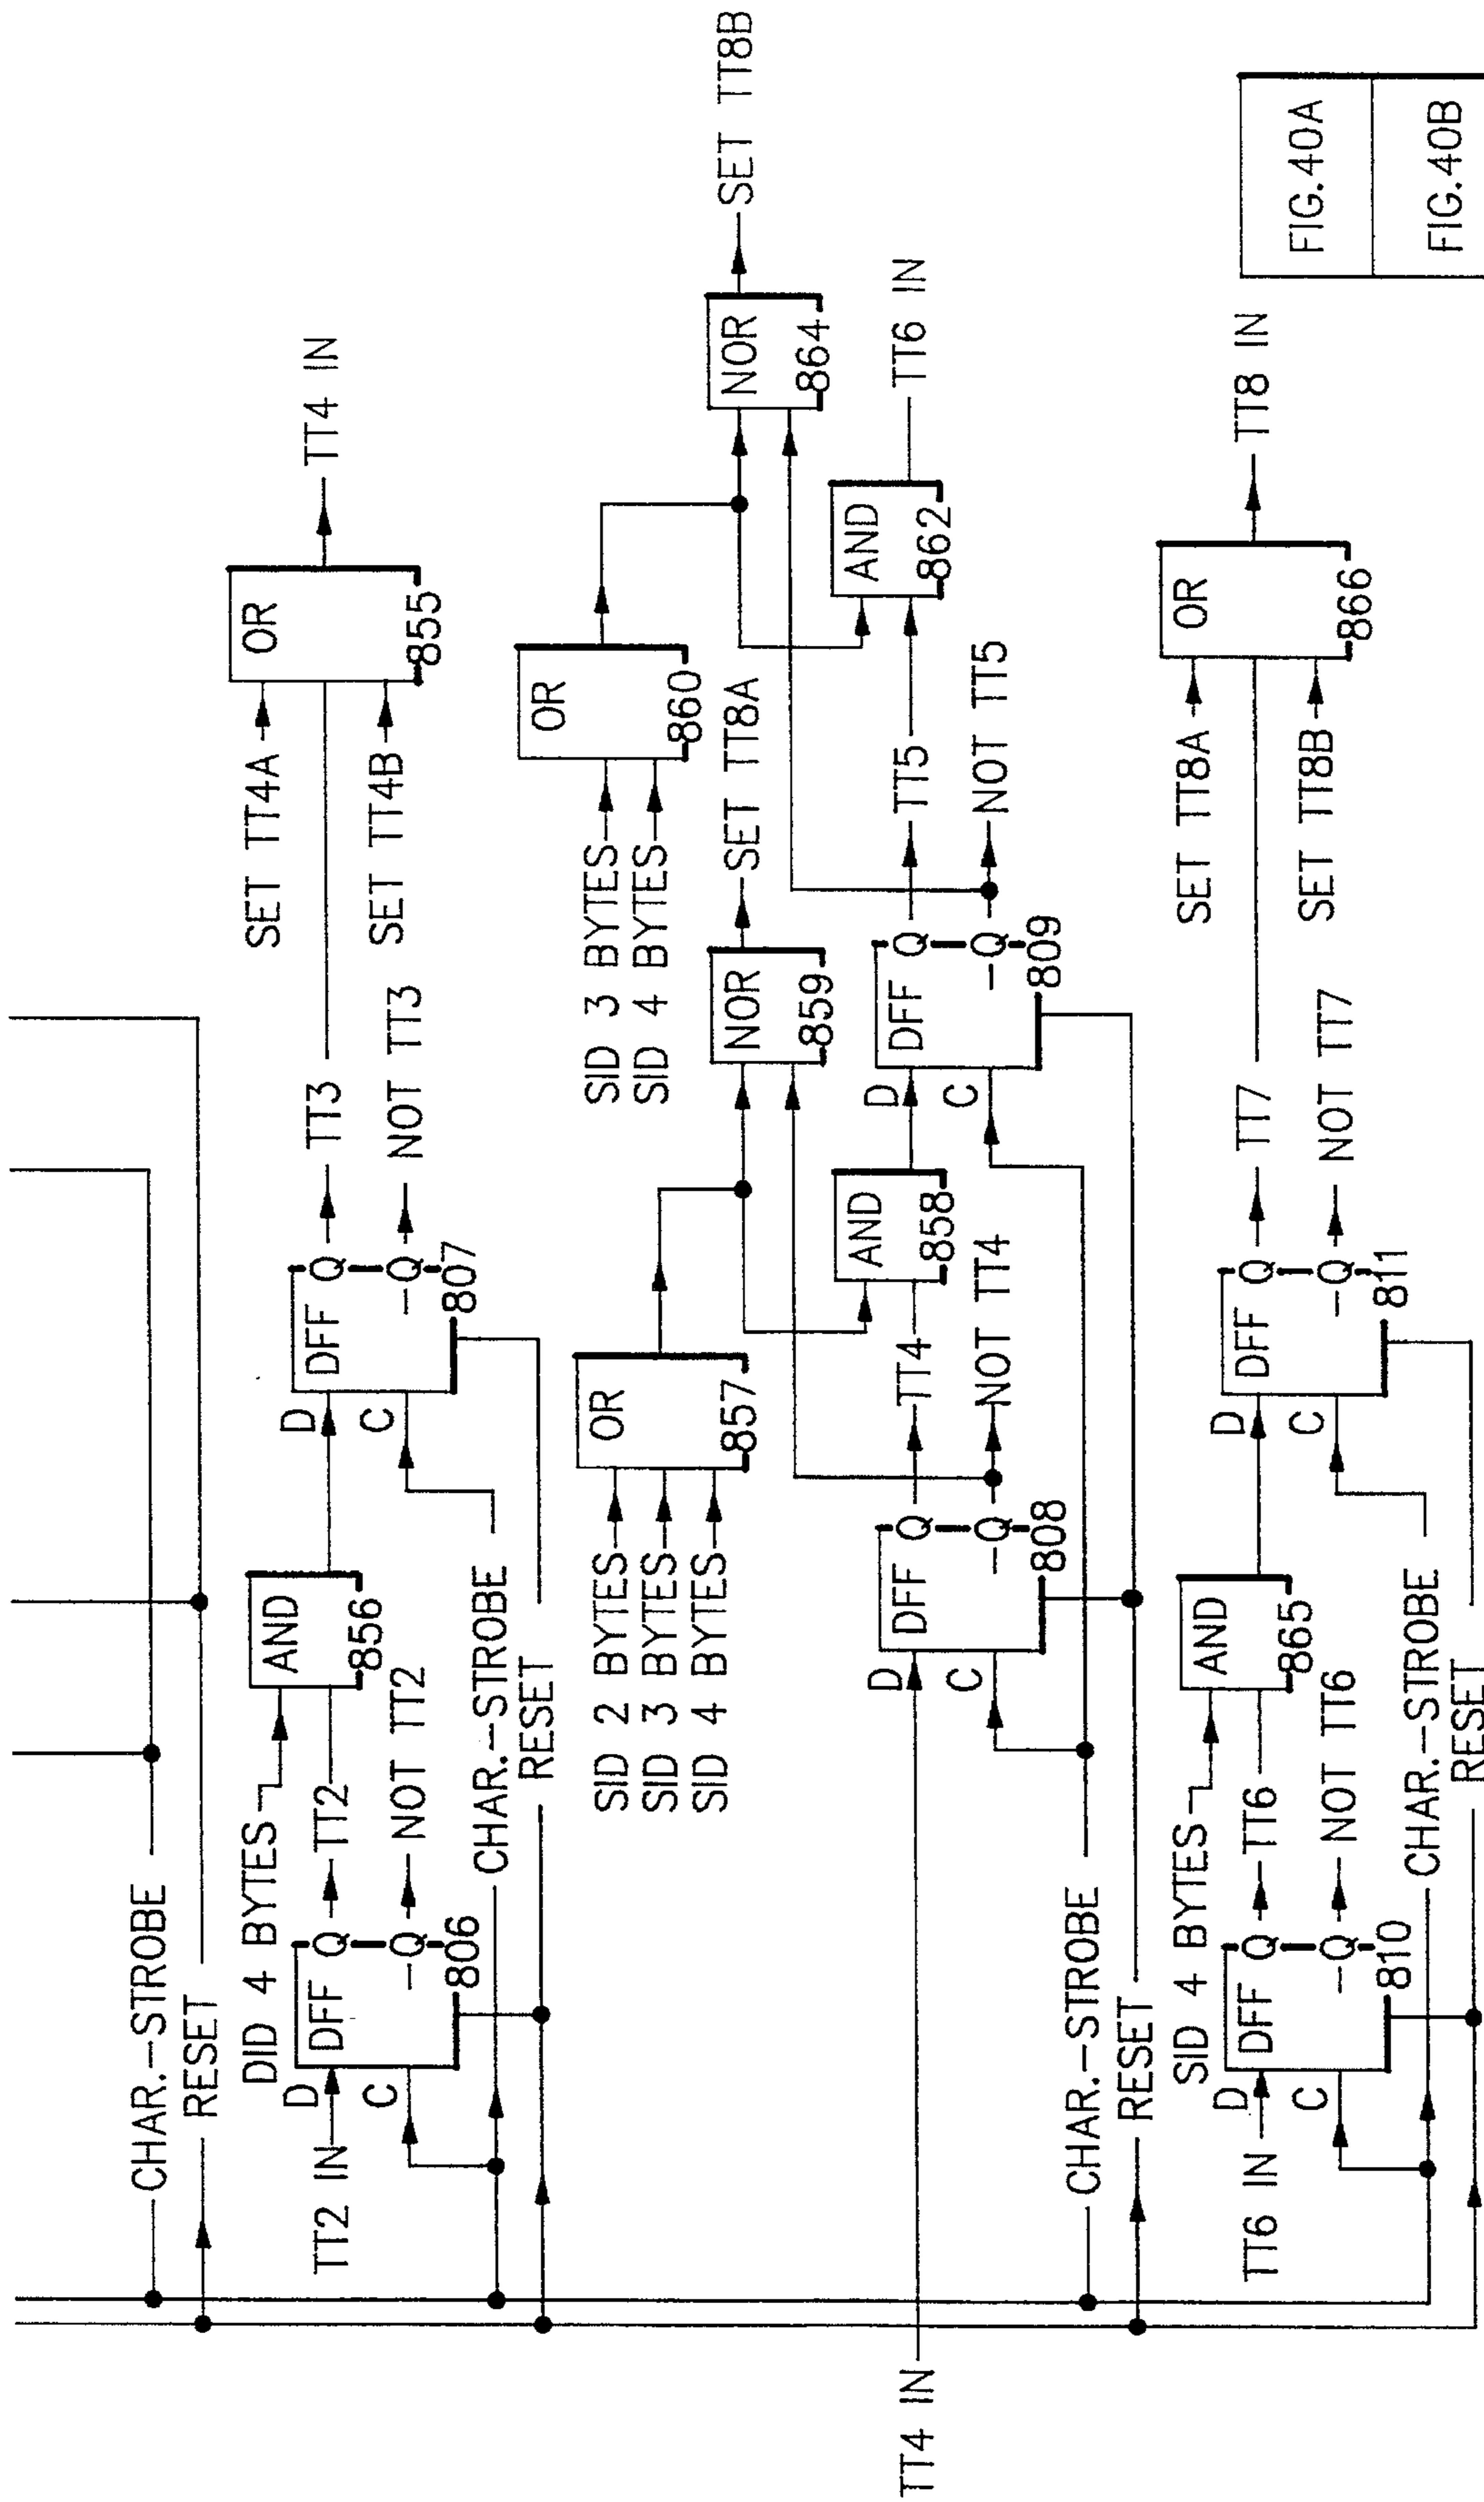 CHAR.-STROBE
RESET
DID 4 BYTES
TT2 IN
D
C
DFF
Q
-Q
806
TT2
NOT TT2
AND
856
D
C
DFF
Q
-Q
807
TT3
NOT TT3
SET TT4A
SET TT4B
OR
855
TT4 IN
CHAR.-STROBE
RESET
SID 2 BYTES
SID 3 BYTES
SID 4 BYTES
OR
857
NOR
859
SET TT8A
SID 3 BYTES
SID 4 BYTES
OR
860
NOR
864
SET TT8B
TT4 IN
D
C
DFF
Q
-Q
808
TT4
NOT TT4
AND
858
D
C
DFF
Q
-Q
809
TT5
NOT TT5
AND
862
TT6 IN
CHAR.-STROBE
RESET
SID 4 BYTES
TT6 IN
D
C
DFF
Q
-Q
810
TT6
NOT TT6
AND
865
D
C
DFF
Q
-Q
811
TT7
NOT TT7
SET TT8A
SET TT8B
OR
866
TT8 IN
CHAR.-STROBE
RESET
FIG.40A
FIG.40B